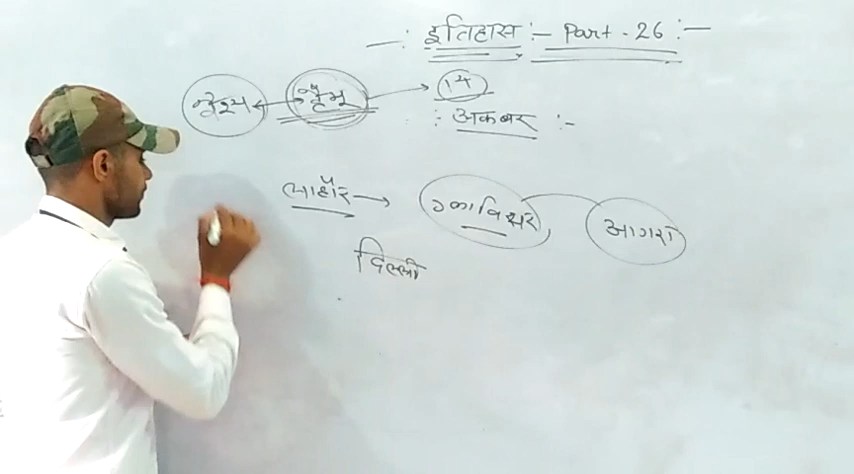 —: इतिहास :— Part - 26 :—
वैश्य ← हेमू → 14
: अकबर :-
लाहौर → ग्वालियर आगरा
दिल्ली